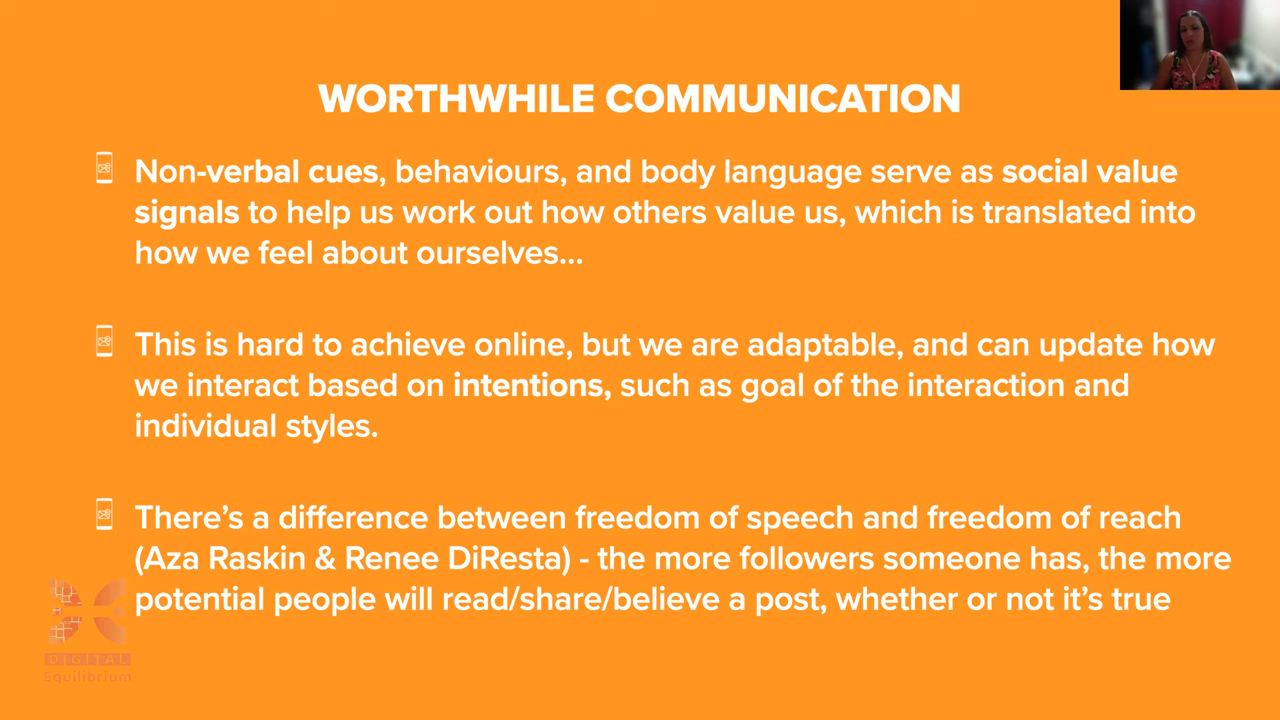 WORTHWHILE COMMUNICATION
Non-verbal cues, behaviours, and body language serve as social value
signals to help us work out how others value us, which is translated into
how we feel about ourselves...
This is hard to achieve online, but we are adaptable, and can update how
we interact based on intentions, such as goal of the interaction and
individual styles.
There’s a difference between freedom of speech and freedom of reach
(Aza Raskin & Renee DiResta) - the more followers someone has, the more
potential people will read/share/believe a post, whether or not it’s true
DIGITAL
Equilibrium